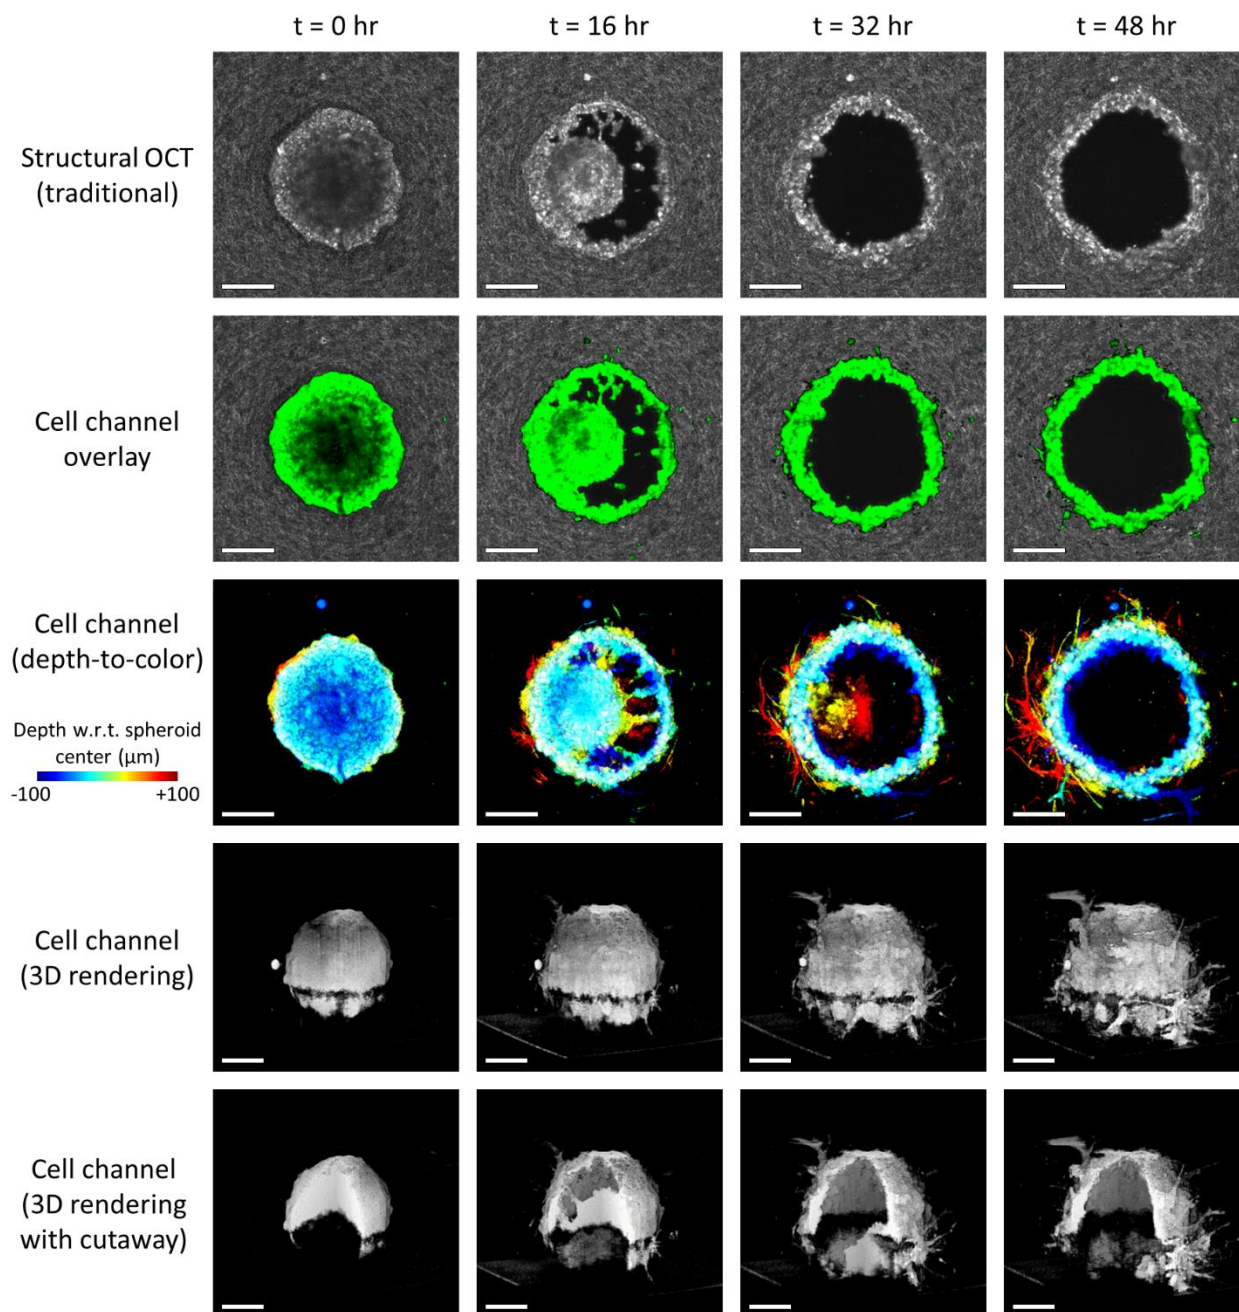 t = 0 hr
t = 16 hr
t = 32 hr
t = 48 hr
Structural OCT
(traditional)
Cell channel
overlay
Cell channel
(depth-to-color)
Depth w.r.t. spheroid
center (µm)
-100
+100
Cell channel
(3D rendering)
Cell channel
(3D rendering
with cutaway)